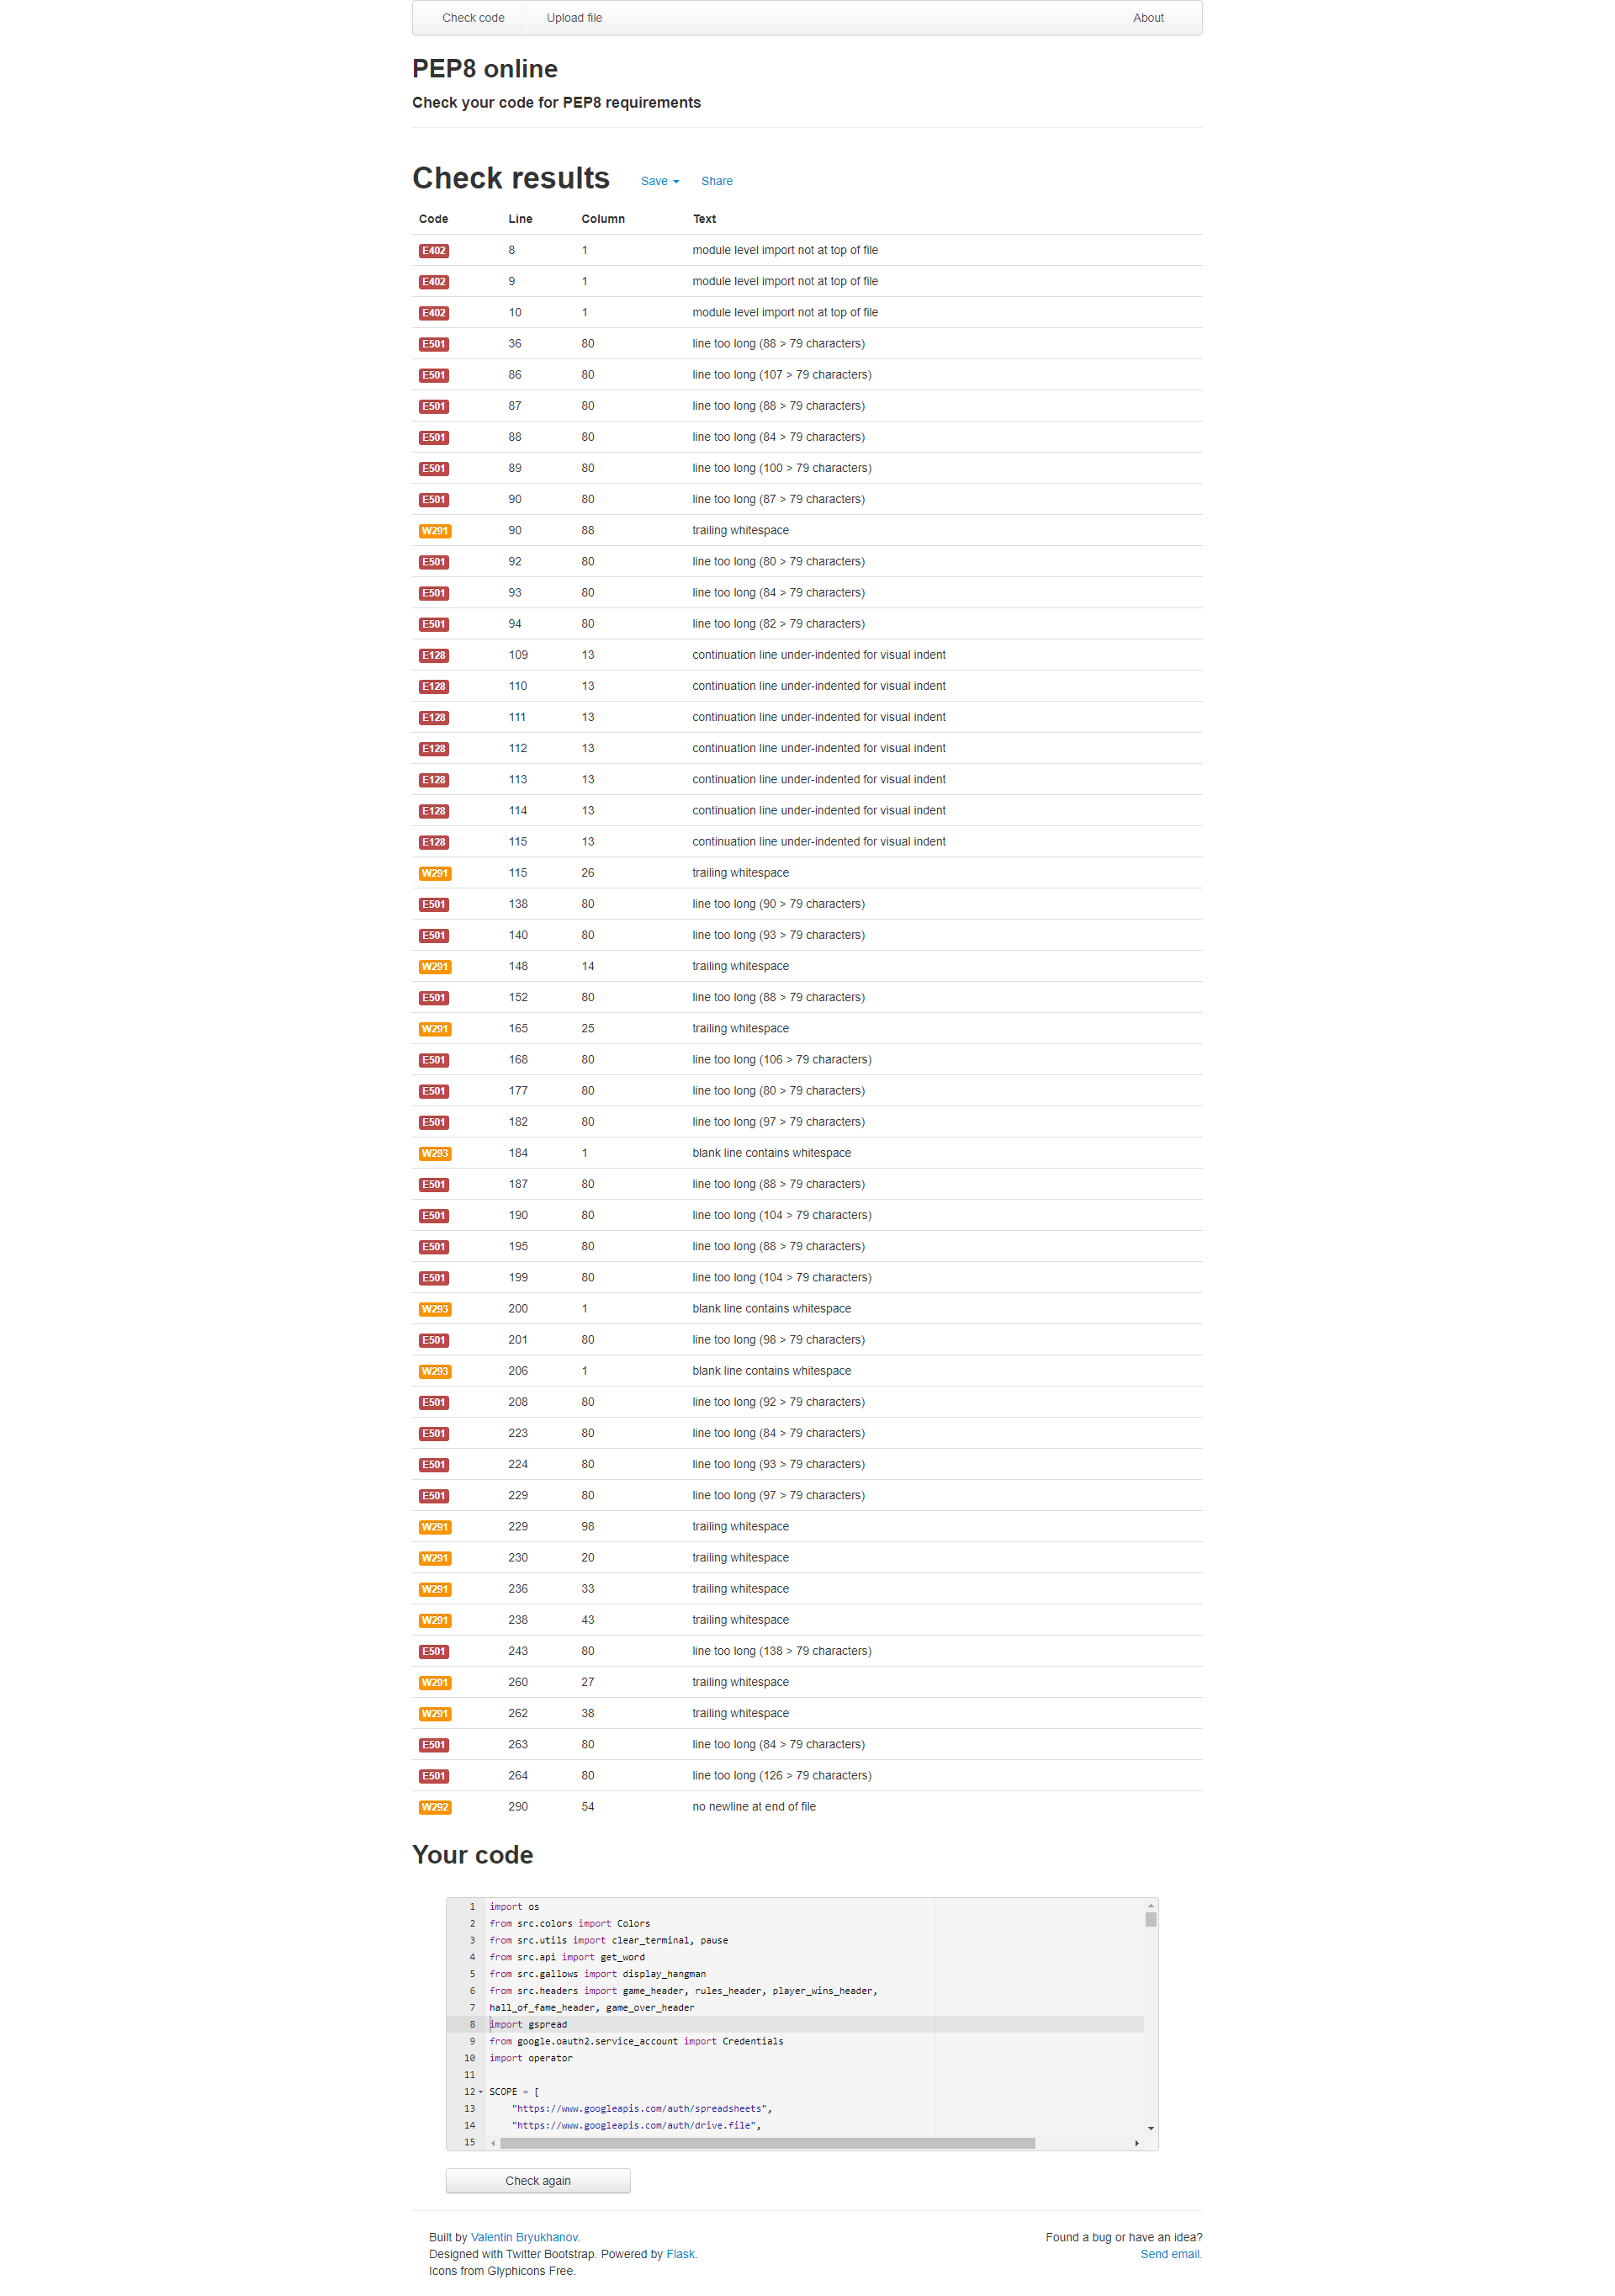 Check code Upload file About
PEP8 online
Check your code for PEP8 requirements
Check results Save Share
Code Line Column Text
E402 8 1 module level import not at top of file
E402 9 1 module level import not at top of file
E402 10 1 module level import not at top of file
E501 36 80 line too long (88 > 79 characters)
E501 86 80 line too long (107 > 79 characters)
E501 87 80 line too long (88 > 79 characters)
E501 88 80 line too long (84 > 79 characters)
E501 89 80 line too long (100 > 79 characters)
E501 90 80 line too long (87 > 79 characters)
W291 90 88 trailing whitespace
E501 92 80 line too long (80 > 79 characters)
E501 93 80 line too long (84 > 79 characters)
E501 94 80 line too long (82 > 79 characters)
E128 109 13 continuation line under-indented for visual indent
E128 110 13 continuation line under-indented for visual indent
E128 111 13 continuation line under-indented for visual indent
E128 112 13 continuation line under-indented for visual indent
E128 113 13 continuation line under-indented for visual indent
E128 114 13 continuation line under-indented for visual indent
E128 115 13 continuation line under-indented for visual indent
W291 115 26 trailing whitespace
E501 138 80 line too long (90 > 79 characters)
E501 140 80 line too long (93 > 79 characters)
W291 148 14 trailing whitespace
E501 152 80 line too long (88 > 79 characters)
W291 165 25 trailing whitespace
E501 168 80 line too long (106 > 79 characters)
E501 177 80 line too long (80 > 79 characters)
E501 182 80 line too long (97 > 79 characters)
W293 184 1 blank line contains whitespace
E501 187 80 line too long (88 > 79 characters)
E501 190 80 line too long (104 > 79 characters)
E501 195 80 line too long (88 > 79 characters)
E501 199 80 line too long (104 > 79 characters)
W293 200 1 blank line contains whitespace
E501 201 80 line too long (98 > 79 characters)
W293 206 1 blank line contains whitespace
E501 208 80 line too long (92 > 79 characters)
E501 223 80 line too long (84 > 79 characters)
E501 224 80 line too long (93 > 79 characters)
E501 229 80 line too long (97 > 79 characters)
W291 229 98 trailing whitespace
W291 230 20 trailing whitespace
W291 236 33 trailing whitespace
W291 238 43 trailing whitespace
E501 243 80 line too long (138 > 79 characters)
W291 260 27 trailing whitespace
W291 262 38 trailing whitespace
E501 263 80 line too long (84 > 79 characters)
E501 264 80 line too long (126 > 79 characters)
W292 290 54 no newline at end of file
Your code
1 import os
2 from src.colors import Colors
3 from src.utils import clear_terminal, pause
4 from src.api import get_word
5 from src.gallows import display_hangman
6 from src.headers import game_header, rules_header, player_wins_header,
7 hall_of_fame_header, game_over_header
8 import gspread
9 from google.oauth2.service_account import Credentials
10 import operator
11
12 SCOPE = [
13 "https://www.googleapis.com/auth/spreadsheets",
14 "https://www.googleapis.com/auth/drive.file",
15
Check again
Built by Valentin Bryukhanov. Found a bug or have an idea?
Designed with Twitter Bootstrap. Powered by Flask. Send email.
Icons from Glyphicons Free.